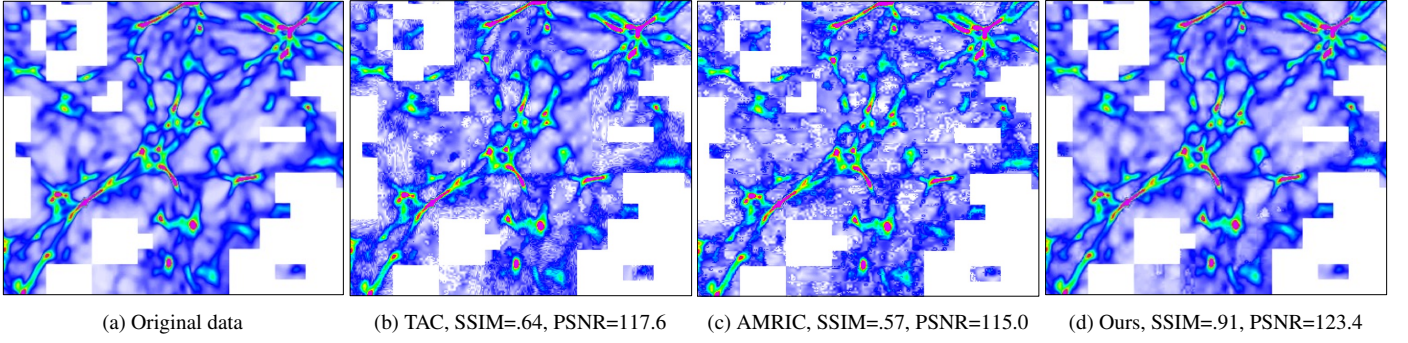 (a) Original data
(b) TAC, SSIM=.64, PSNR=117.6
(c) AMRIC, SSIM=.57, PSNR=115.0
(d) Ours, SSIM=.91, PSNR=123.4